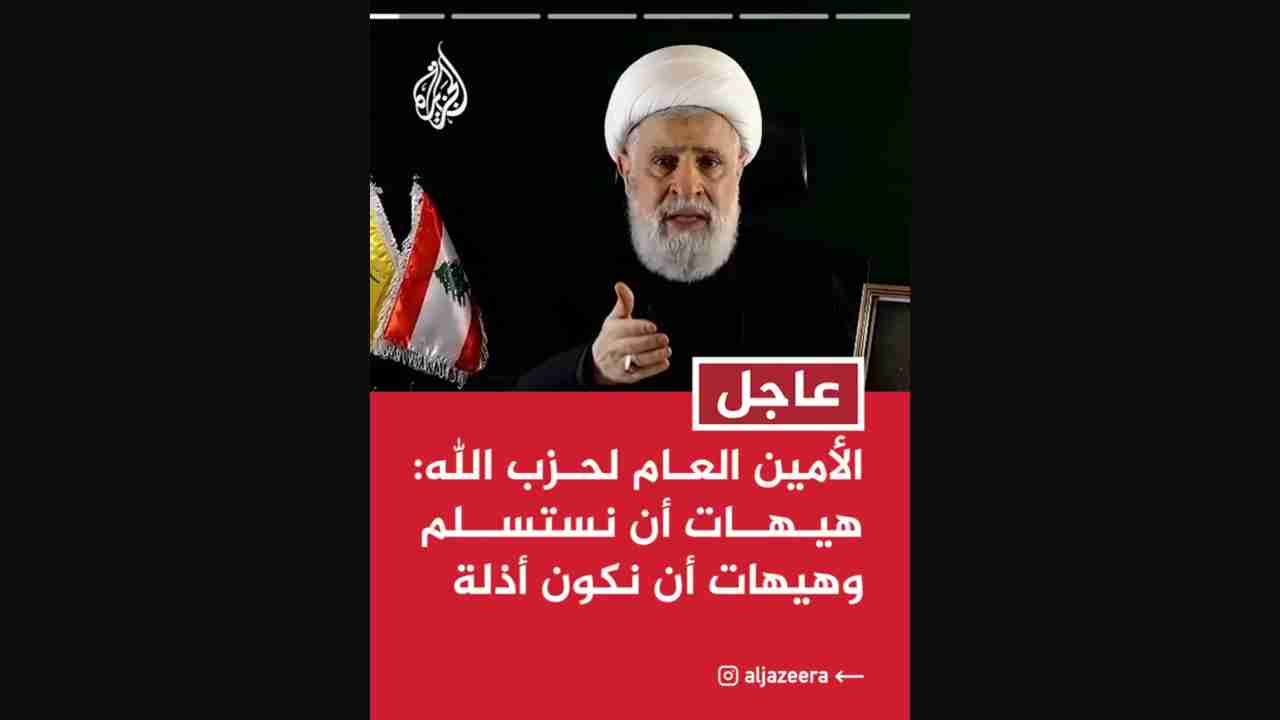 الجزيرة
عاجل
الأمين العام لحزب الله:
هيهات أن نستسلم
وهيهات أن نكون أذلة
aljazeera